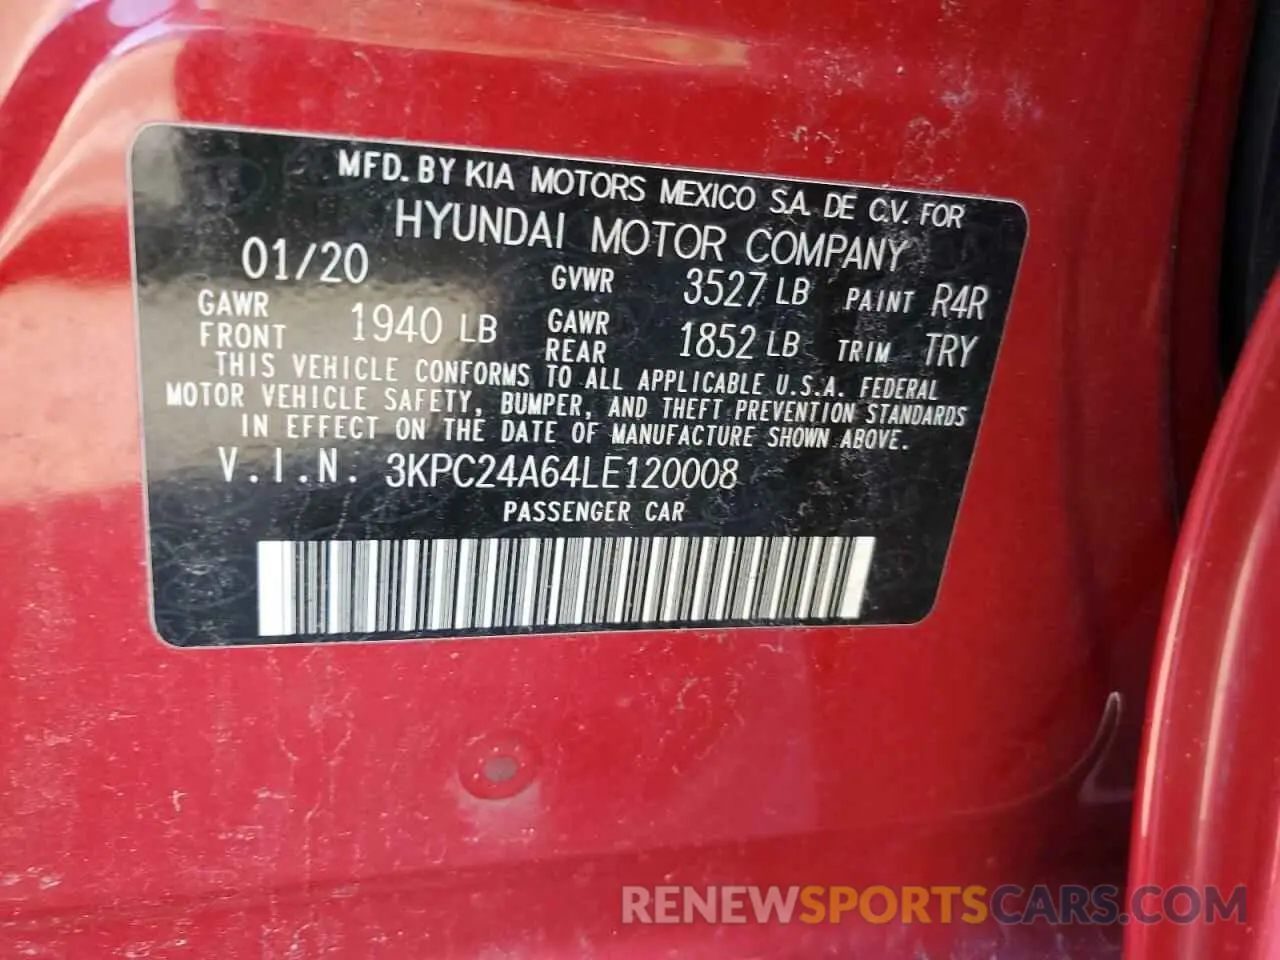 MFD. BY KIA MOTORS MEXICO S.A. DE C.V. FOR
HYUNDAI MOTOR COMPANY
01/20 GVWR 3527 LB PAINT R4R
GAWR FRONT 1940 LB GAWR REAR 1852 LB TRIM TRY
THIS VEHICLE CONFORMS TO ALL APPLICABLE U.S.A. FEDERAL
MOTOR VEHICLE SAFETY, BUMPER, AND THEFT PREVENTION STANDARDS
IN EFFECT ON THE DATE OF MANUFACTURE SHOWN ABOVE.
V.I.N. 3KPC24A64LE120008
PASSENGER CAR
RENEWSPORTSCARS.COM